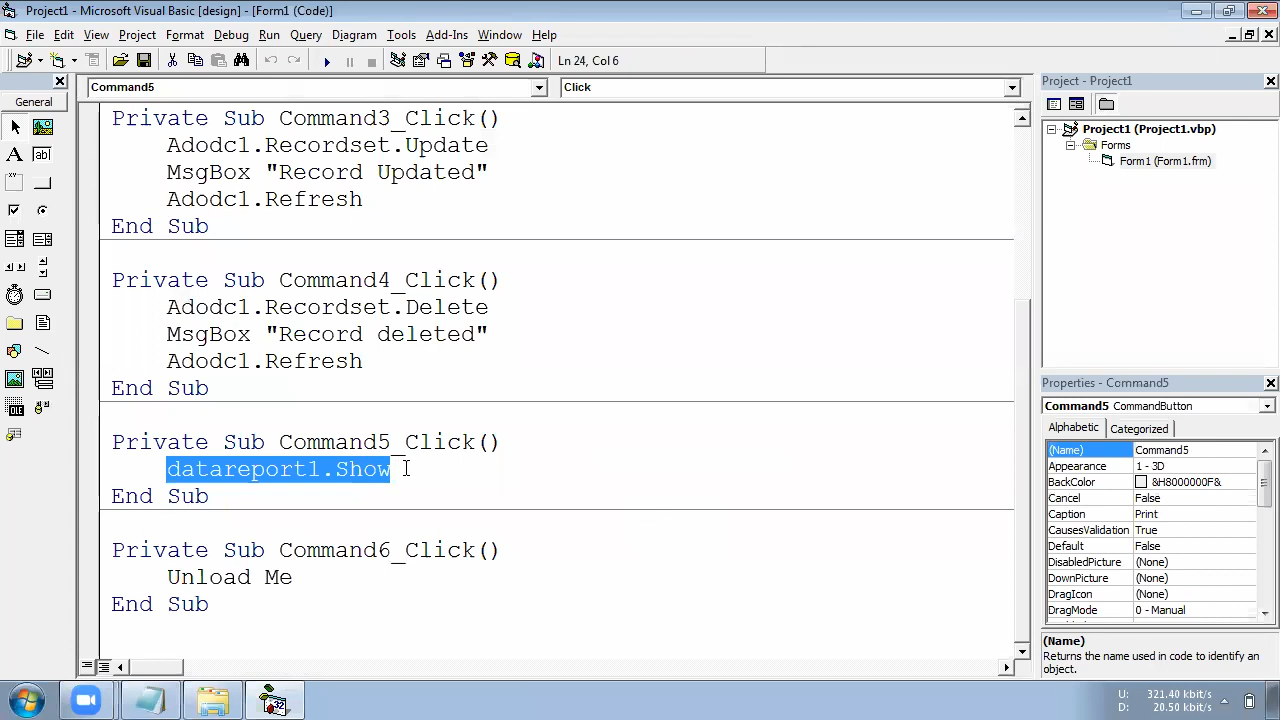 Project1 - Microsoft Visual Basic [design] - [Form1 (Code)]
File Edit View Project Format Debug Run Query Diagram Tools Add-Ins Window Help
Ln 24, Col 6
General
Command5
Click
Private Sub Command3_Click()
Adodc1.Recordset.Update
MsgBox "Record Updated"
Adodc1.Refresh
End Sub
Private Sub Command4_Click()
Adodc1.Recordset.Delete
MsgBox "Record deleted"
Adodc1.Refresh
End Sub
Private Sub Command5_Click()
datareport1.Show
End Sub
Private Sub Command6_Click()
Unload Me
End Sub
Project - Project1
Project1 (Project1.vbp)
Forms
Form1 (Form1.frm)
Properties - Command5
Command5 CommandButton
Alphabetic Categorized
(Name) Command5
Appearance 1 - 3D
BackColor &H8000000F&
Cancel False
Caption Print
CausesValidation True
Default False
DisabledPicture (None)
DownPicture (None)
DragIcon (None)
DragMode 0 - Manual
(Name)
Returns the name used in code to identify an
object.
U: 321.40 kbit/s
D: 20.50 kbit/s